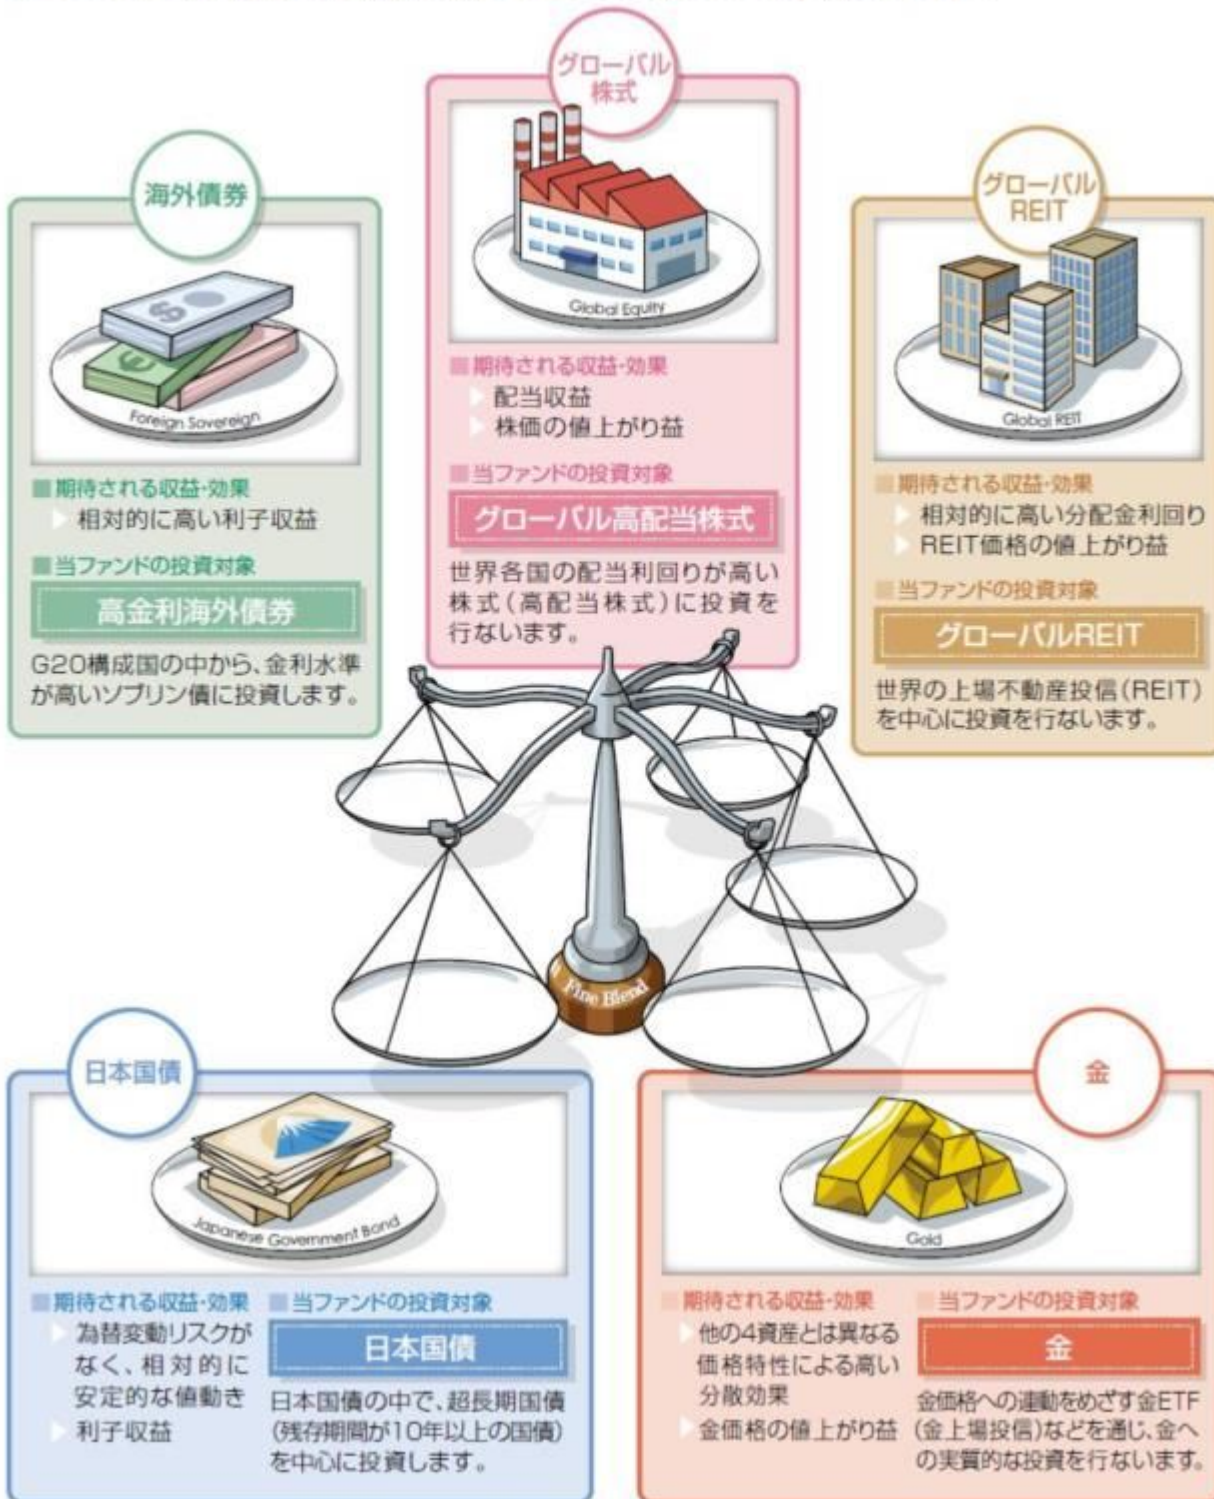 グローバル
株式
Global Equity
■期待される収益・効果
配当収益
株価の値上がり益
■当ファンドの投資対象
グローバル高配当株式
世界各国の配当利回りが高い
株式（高配当株式）に投資を
行ないます。
海外債券
Foreign Sovereign
■期待される収益・効果
相対的に高い利子収益
■当ファンドの投資対象
高金利海外債券
G20構成国の中から、金利水準
が高いソブリン債に投資します。
グローバル
REIT
Global REIT
■期待される収益・効果
相対的に高い分配金利回り
REIT価格の値上がり益
■当ファンドの投資対象
グローバルREIT
世界の上場不動産投信（REIT）
を中心に投資を行ないます。
Fine Blend
日本国債
Japanese Government Bond
■期待される収益・効果
為替変動リスクが
なく、相対的に
安定的な値動き
利子収益
■当ファンドの投資対象
日本国債
日本国債の中で、超長期国債
（残存期間が10年以上の国債）
を中心に投資します。
金
Gold
■期待される収益・効果
他の4資産とは異なる
価格特性による高い
分散効果
金価格の値上がり益
■当ファンドの投資対象
金
金価格への連動をめざす金ETF
（金上場投信）などを通じ、金へ
の実質的な投資を行ないます。